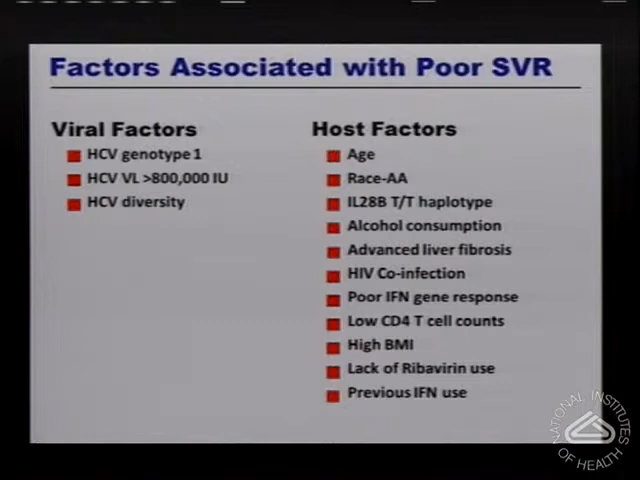 Factors Associated with Poor SVR
Viral Factors
HCV genotype 1
HCV VL >800,000 IU
HCV diversity
Host Factors
Age
Race-AA
IL28B T/T haplotype
Alcohol consumption
Advanced liver fibrosis
HIV Co-infection
Poor IFN gene response
Low CD4 T cell counts
High BMI
Lack of Ribavirin use
Previous IFN use
NATIONAL INSTITUTES
OF HEALTH